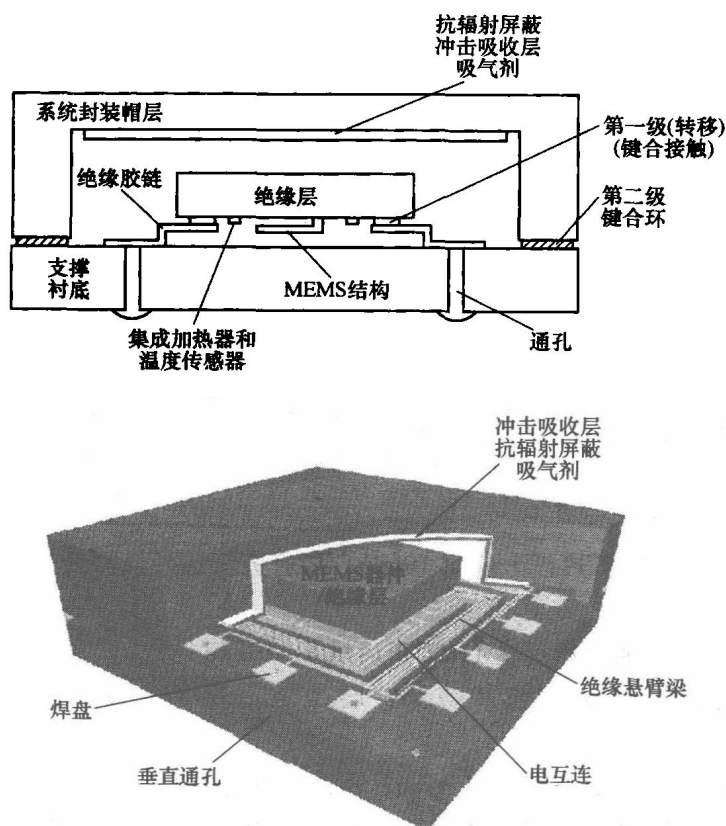 抗辐射屏蔽
冲击吸收层
吸气剂
系统封装帽层
第一级(转移)
(键合接触)
绝缘胶链
绝缘层
第二级
键合环
支撑
衬底
MEMS结构
集成加热器和
温度传感器
通孔
冲击吸收层
抗辐射屏蔽
吸气剂
MEMS器件
/绝缘层
焊盘
绝缘悬臂梁
垂直通孔
电互连